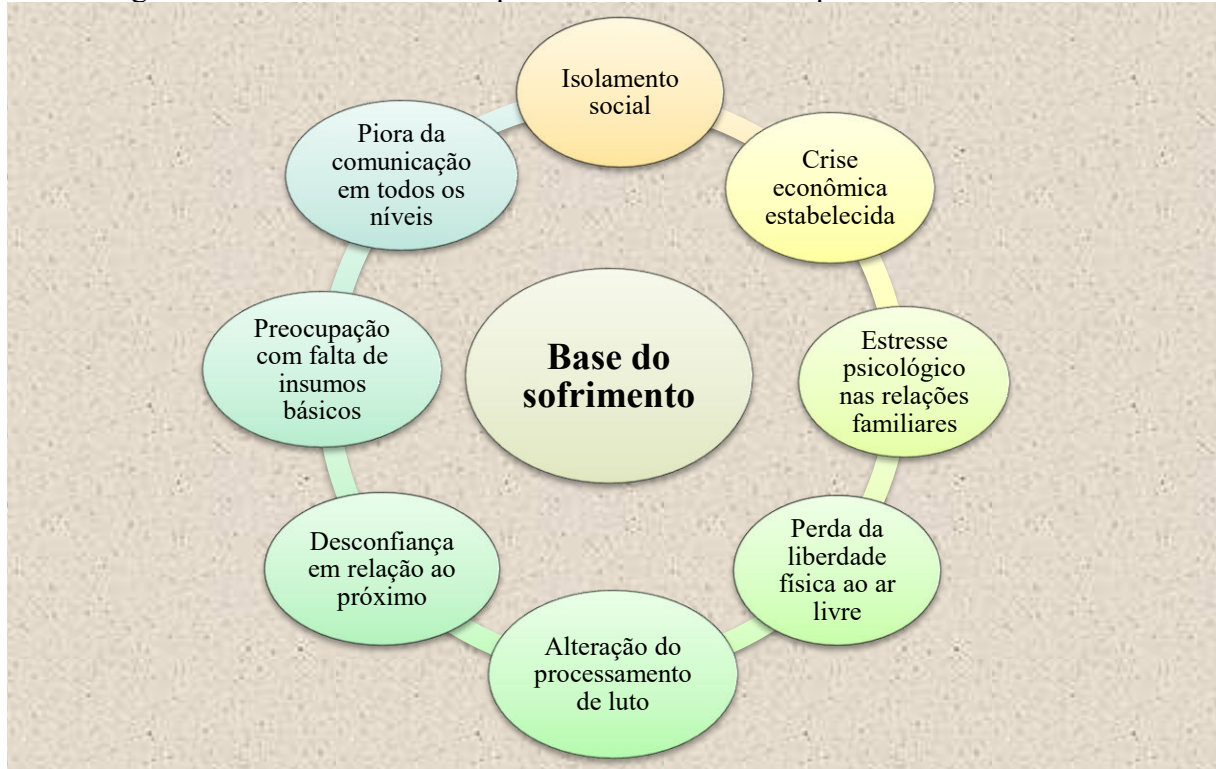 Isolamento
social
Crise
econômica
estabelecida
Estresse
psicológico
nas relações
familiares
Perda da
liberdade
física ao ar
livre
Alteração do
processamento
de luto
Desconfiança
em relação ao
próximo
Preocupação
com falta de
insumos
básicos
Piora da
comunicação
em todos os
níveis
Base do
sofrimento